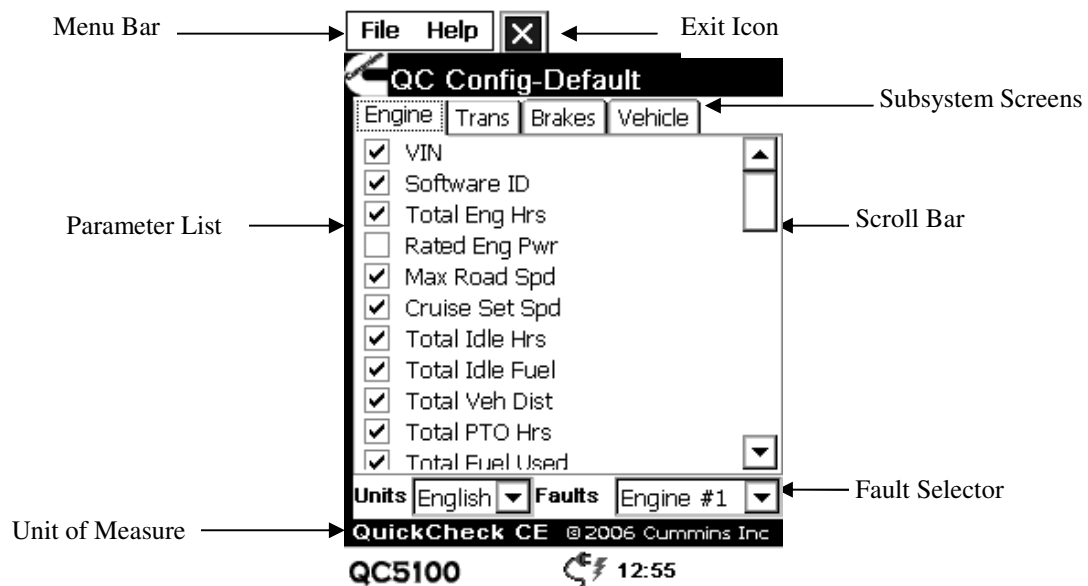 Menu Bar
File Help
Exit Icon
QC Config-Default
Subsystem Screens
Engine Trans Brakes Vehicle
VIN
Software ID
Total Eng Hrs
Parameter List
Scroll Bar
Rated Eng Pwr
Max Road Spd
Cruise Set Spd
Total Idle Hrs
Total Idle Fuel
Total Veh Dist
Total PTO Hrs
Total Fuel Used
Units English Faults Engine #1
Fault Selector
Unit of Measure
QuickCheck CE ©2006 Cummins Inc
QC5100 12:55